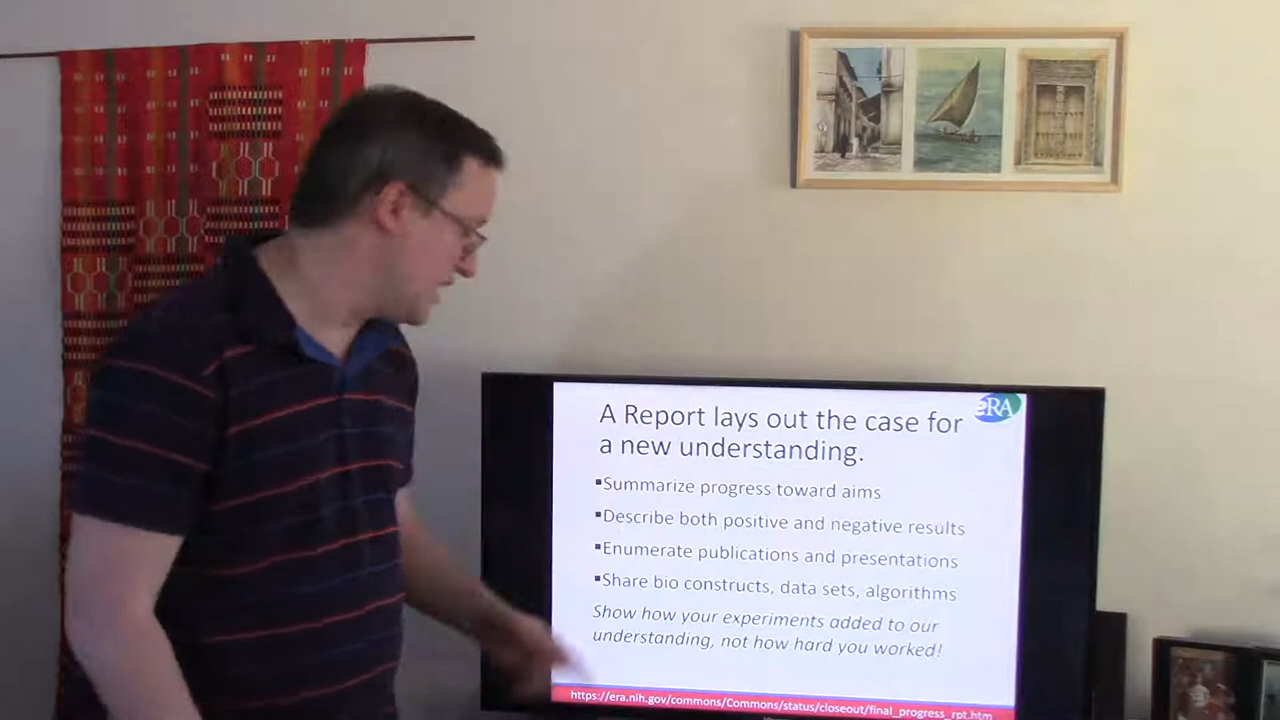 A Report lays out the case for
a new understanding.
eRA
▪Summarize progress toward aims
▪Describe both positive and negative results
▪Enumerate publications and presentations
▪Share bio constructs, data sets, algorithms
Show how your experiments added to our
understanding, not how hard you worked!
https://era.nih.gov/commons/Commons/status/closeout/final_progress_rpt.htm